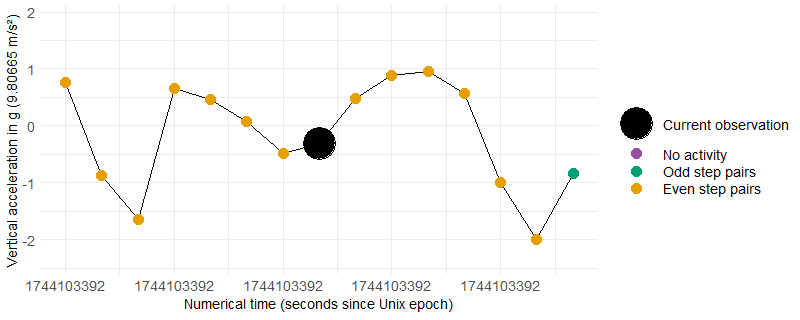 Vertical acceleration in g (9.80665 m/s²)
2
1
0
-1
-2
1744103392 1744103392 1744103392 1744103392 1744103392
Numerical time (seconds since Unix epoch)
Current observation
No activity
Odd step pairs
Even step pairs